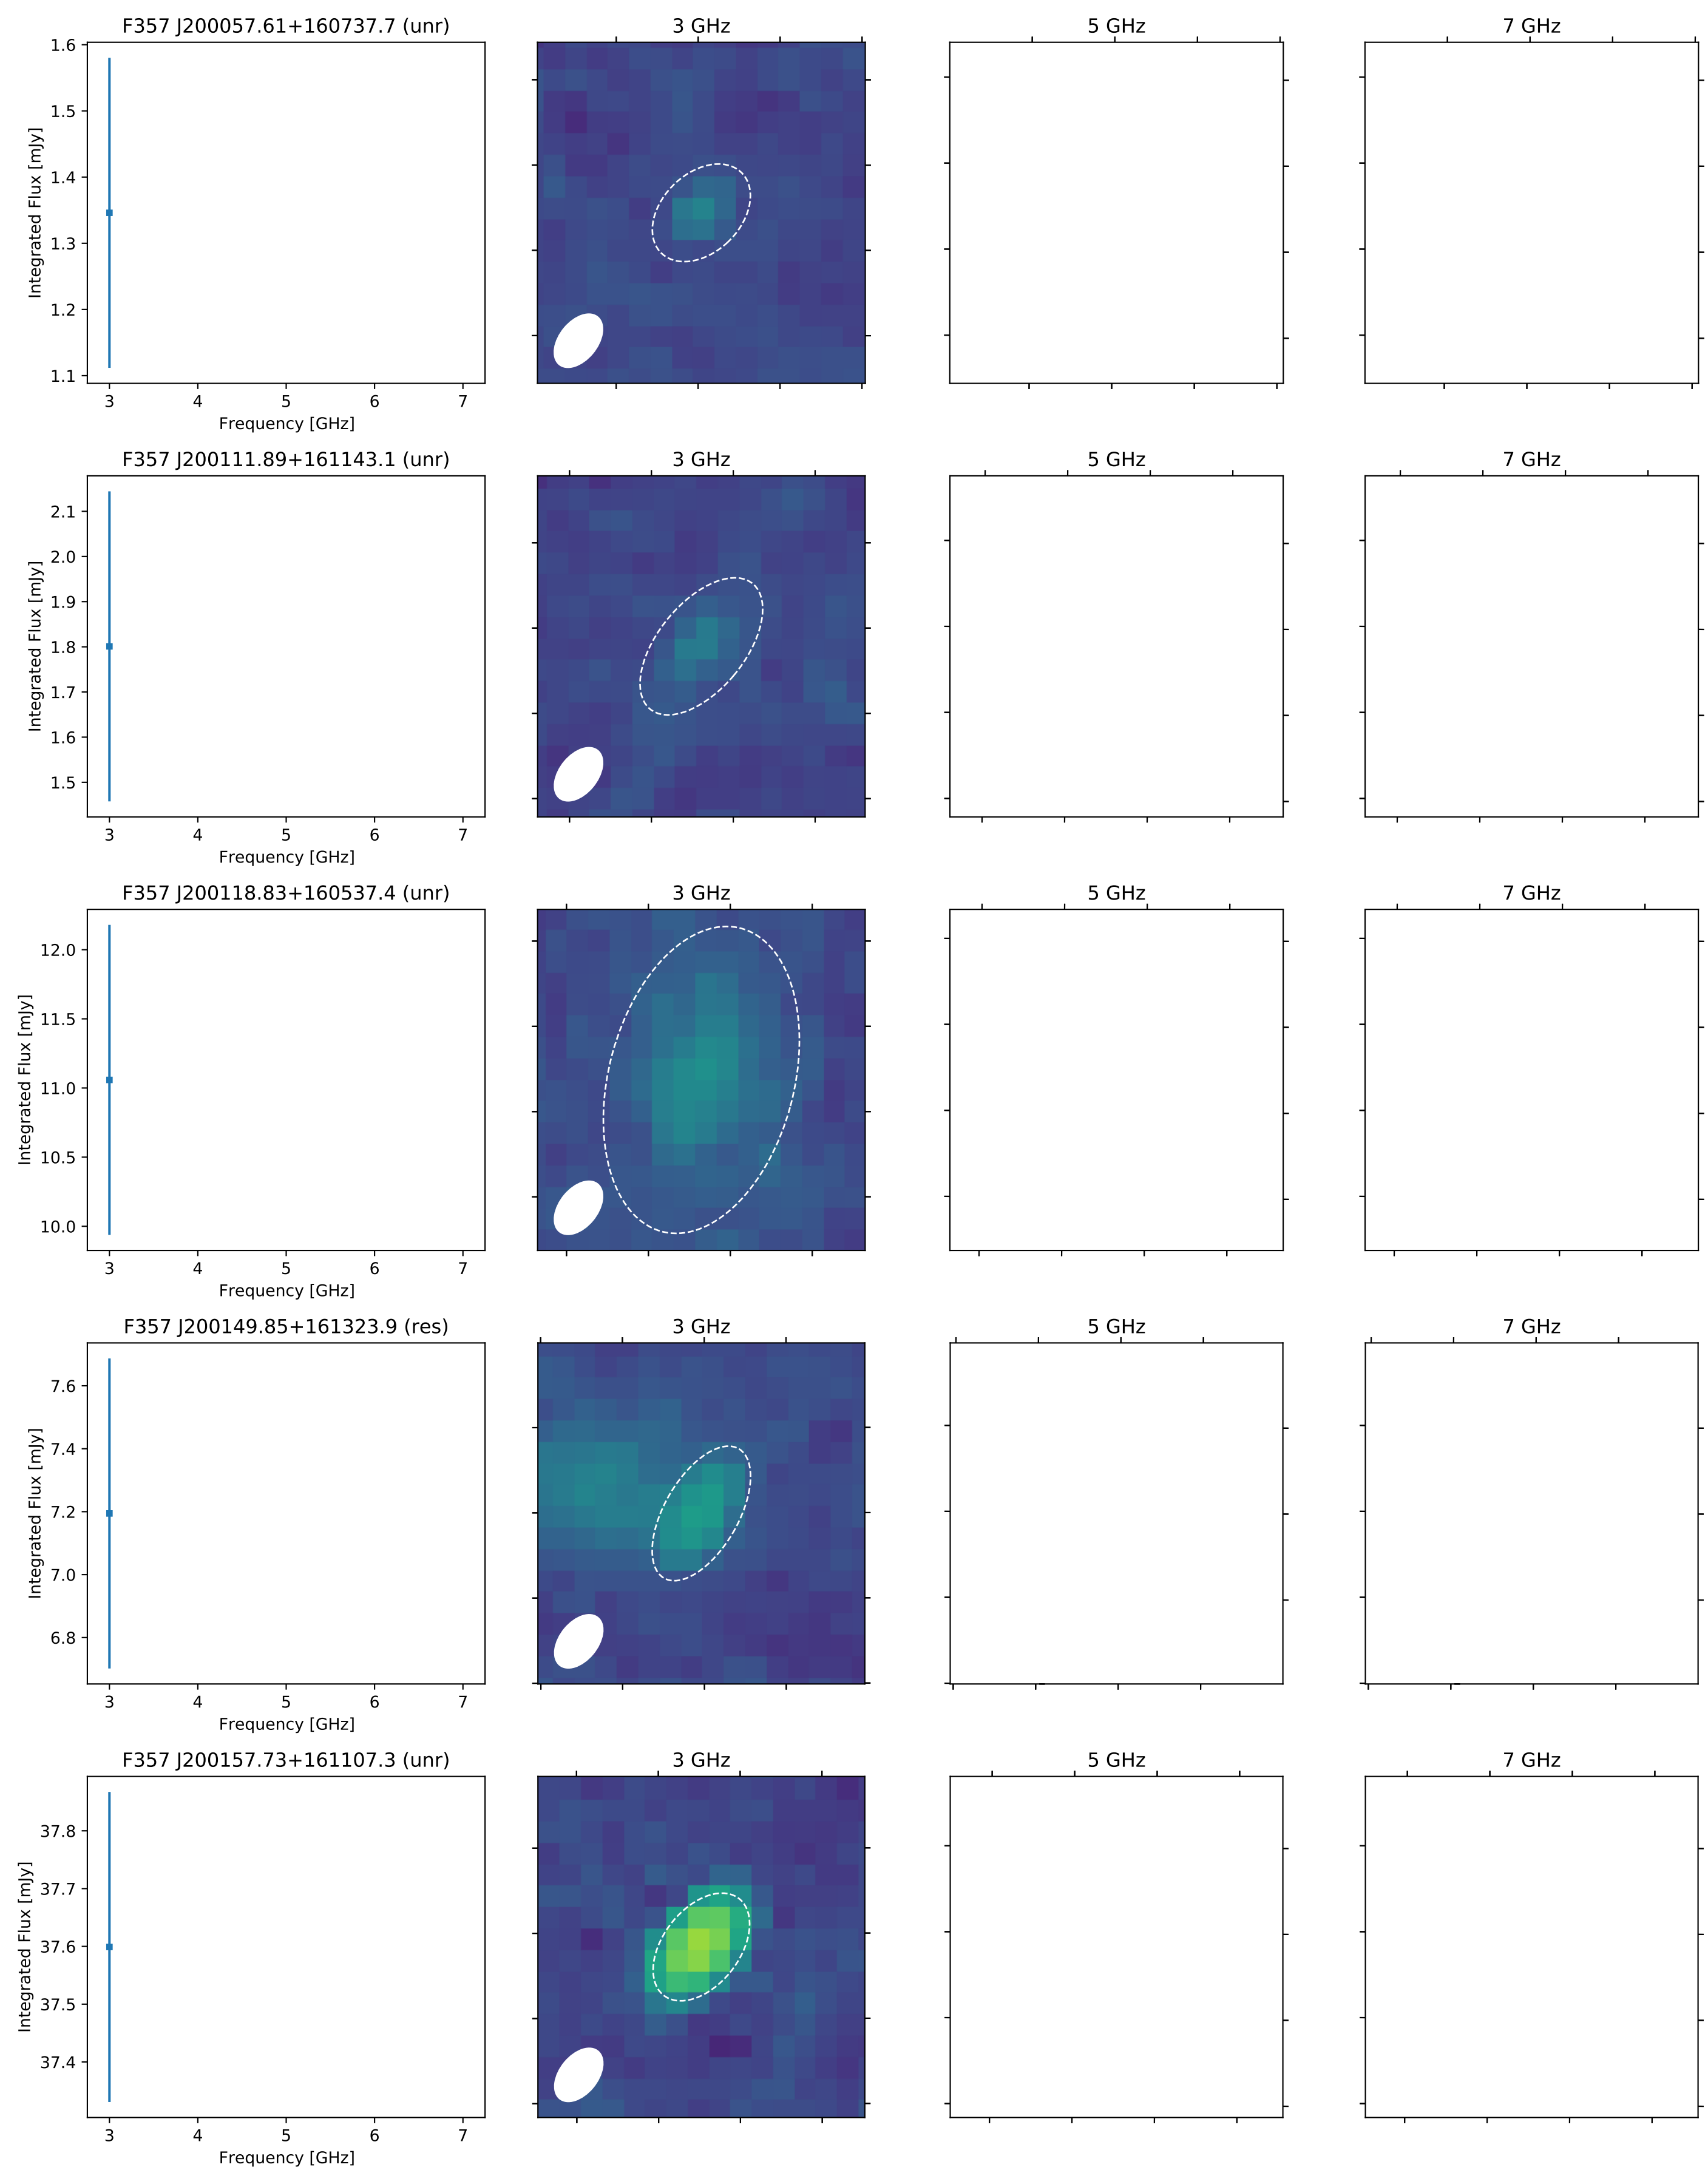 F357 J200057.61+160737.7 (unr)
3 GHz
5 GHz
7 GHz
Integrated Flux [mJy]
1.6
1.5
1.4
1.3
1.2
1.1
3 4 5 6 7
Frequency [GHz]
F357 J200111.89+161143.1 (unr)
3 GHz
5 GHz
7 GHz
Integrated Flux [mJy]
2.1
2.0
1.9
1.8
1.7
1.6
1.5
3 4 5 6 7
Frequency [GHz]
F357 J200118.83+160537.4 (unr)
3 GHz
5 GHz
7 GHz
Integrated Flux [mJy]
12.0
11.5
11.0
10.5
10.0
3 4 5 6 7
Frequency [GHz]
F357 J200149.85+161323.9 (res)
3 GHz
5 GHz
7 GHz
Integrated Flux [mJy]
7.6
7.4
7.2
7.0
6.8
3 4 5 6 7
Frequency [GHz]
F357 J200157.73+161107.3 (unr)
3 GHz
5 GHz
7 GHz
Integrated Flux [mJy]
37.8
37.7
37.6
37.5
37.4
3 4 5 6 7
Frequency [GHz]